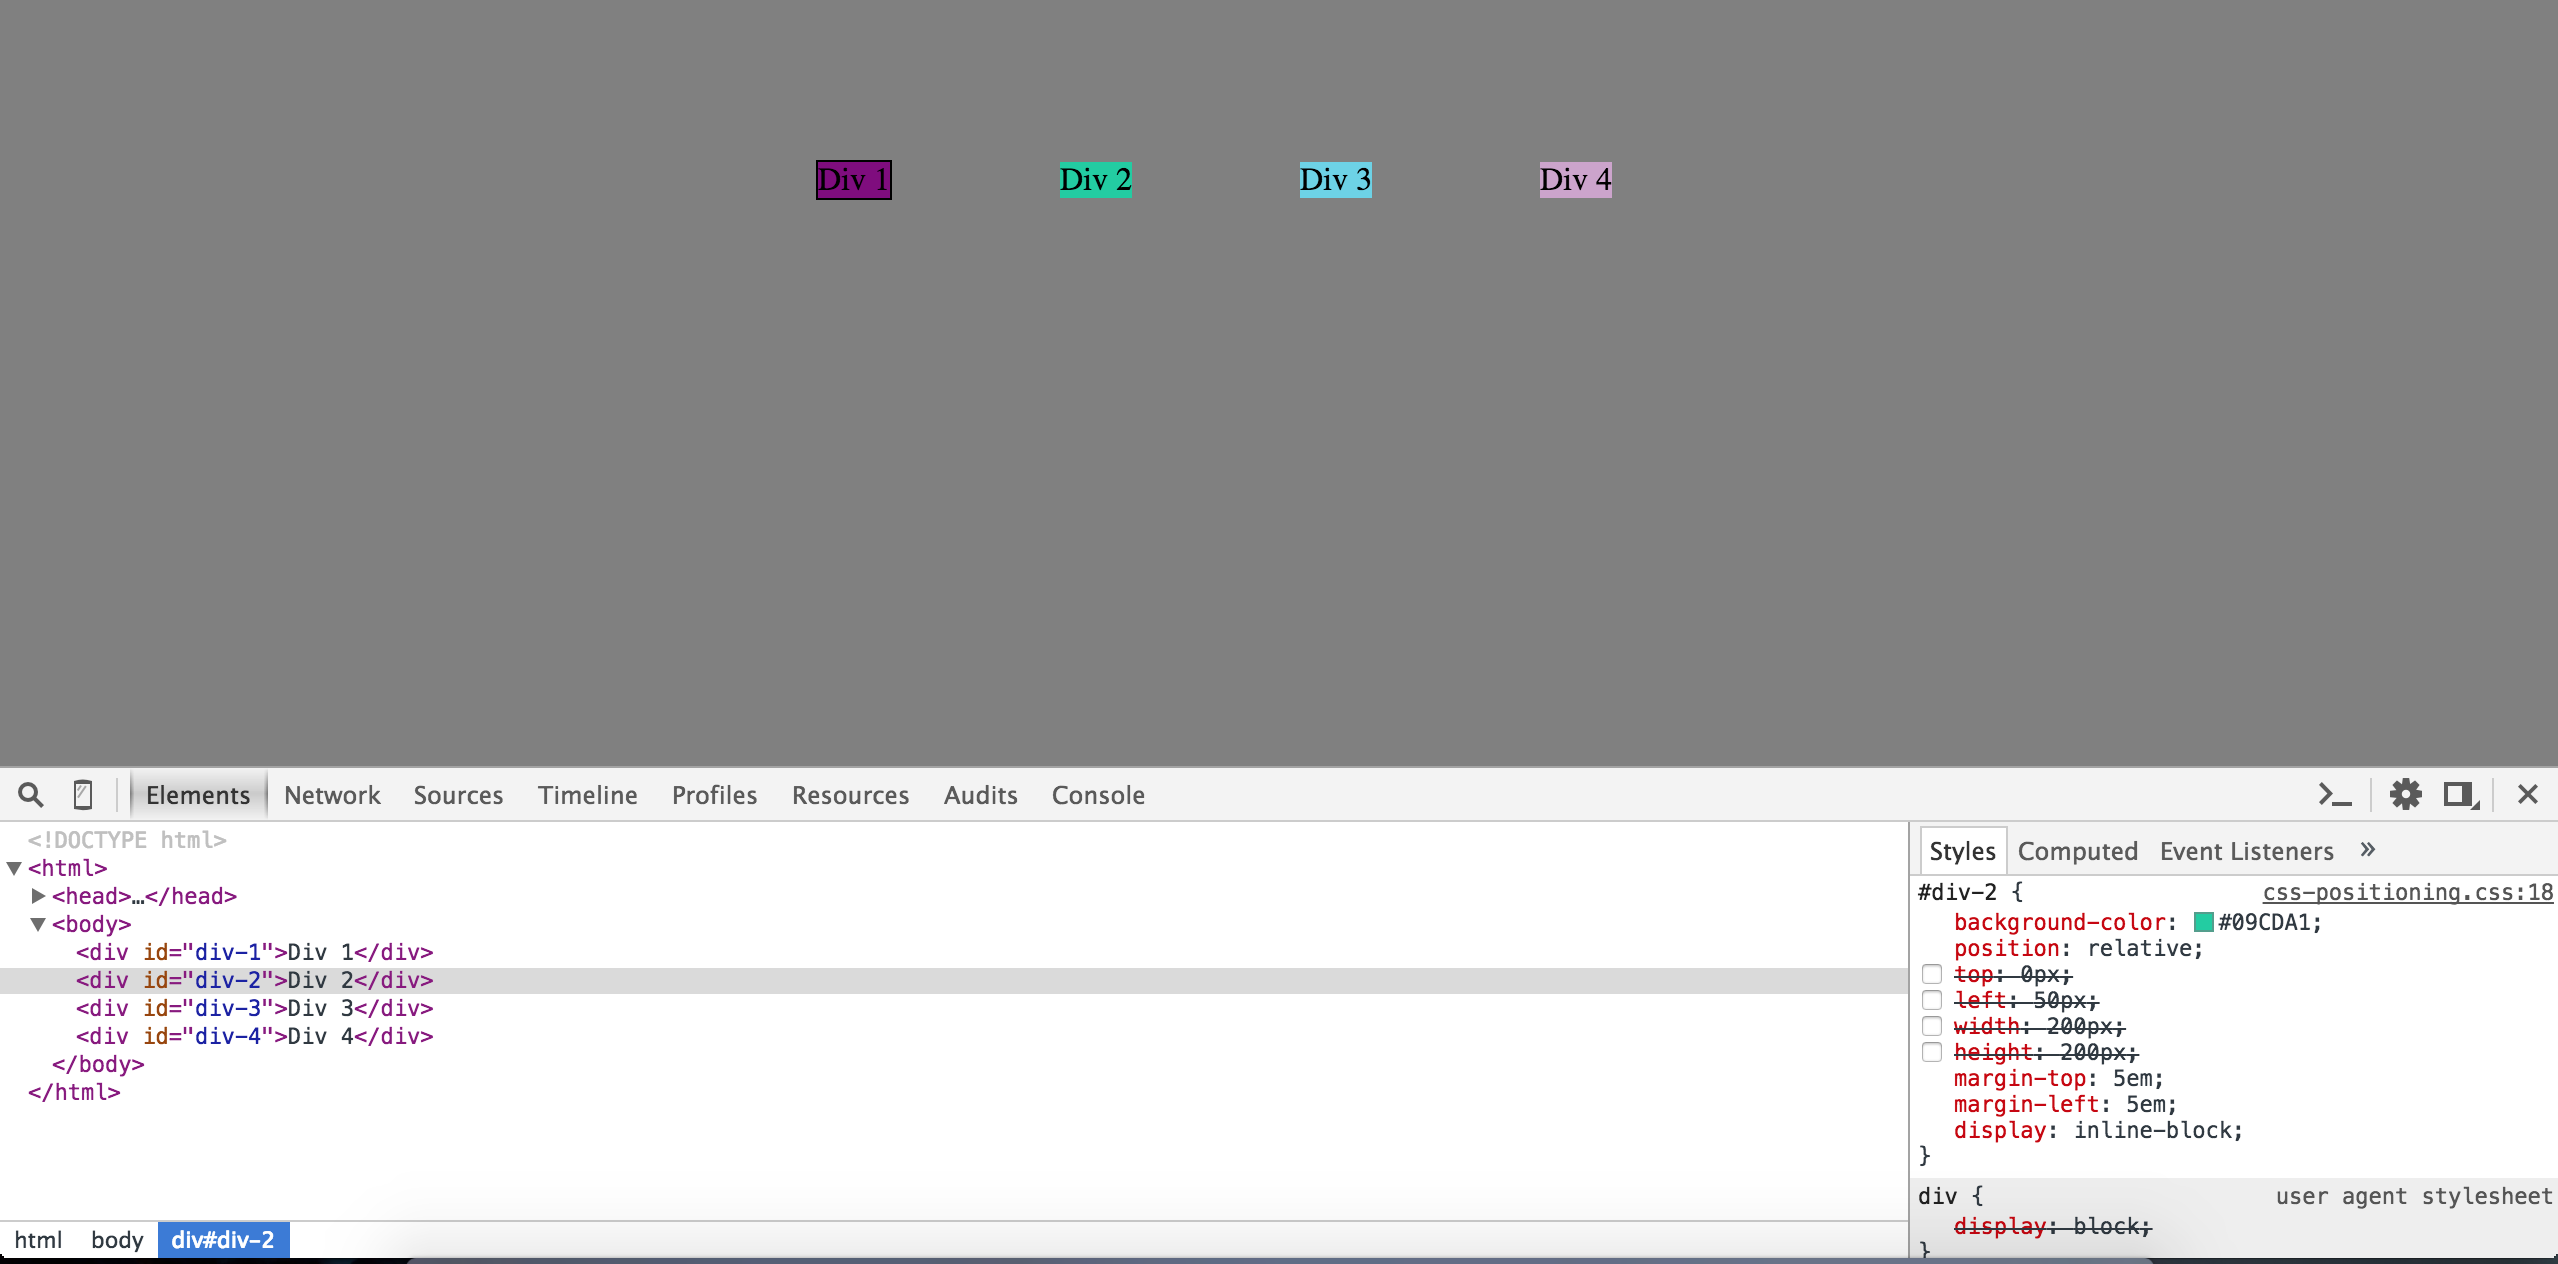 Div 1 Div 2 Div 3 Div 4
Elements Network Sources Timeline Profiles Resources Audits Console
<!DOCTYPE html>
<html>
<head>…</head>
<body>
<div id="div-1">Div 1</div>
<div id="div-2">Div 2</div>
<div id="div-3">Div 3</div>
<div id="div-4">Div 4</div>
</body>
</html>
html body div#div-2
Styles Computed Event Listeners »
#div-2 { css-positioning.css:18
background-color: #09CDA1;
position: relative;
top: 0px;
left: 50px;
width: 200px;
height: 200px;
margin-top: 5em;
margin-left: 5em;
display: inline-block;
}
div { user agent stylesheet
display: block;
}